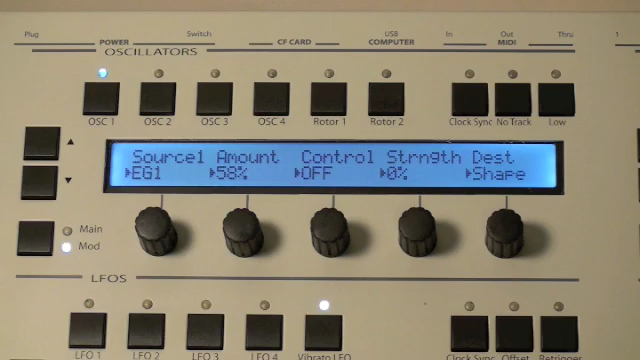 Plug POWER Switch CF CARD USB COMPUTER In Out MIDI Thru 1
OSCILLATORS
OSC 1 OSC 2 OSC 3 OSC 4 Rotor 1 Rotor 2 Clock Sync No Track Low
Source1 Amount Control Strngth Dest
EG1 58% OFF 0% Shape
Main
Mod
LFOS
LFO 1 LFO 2 LFO 3 LFO 4 Vibrato LFO Clock Sync Offset Retrigger